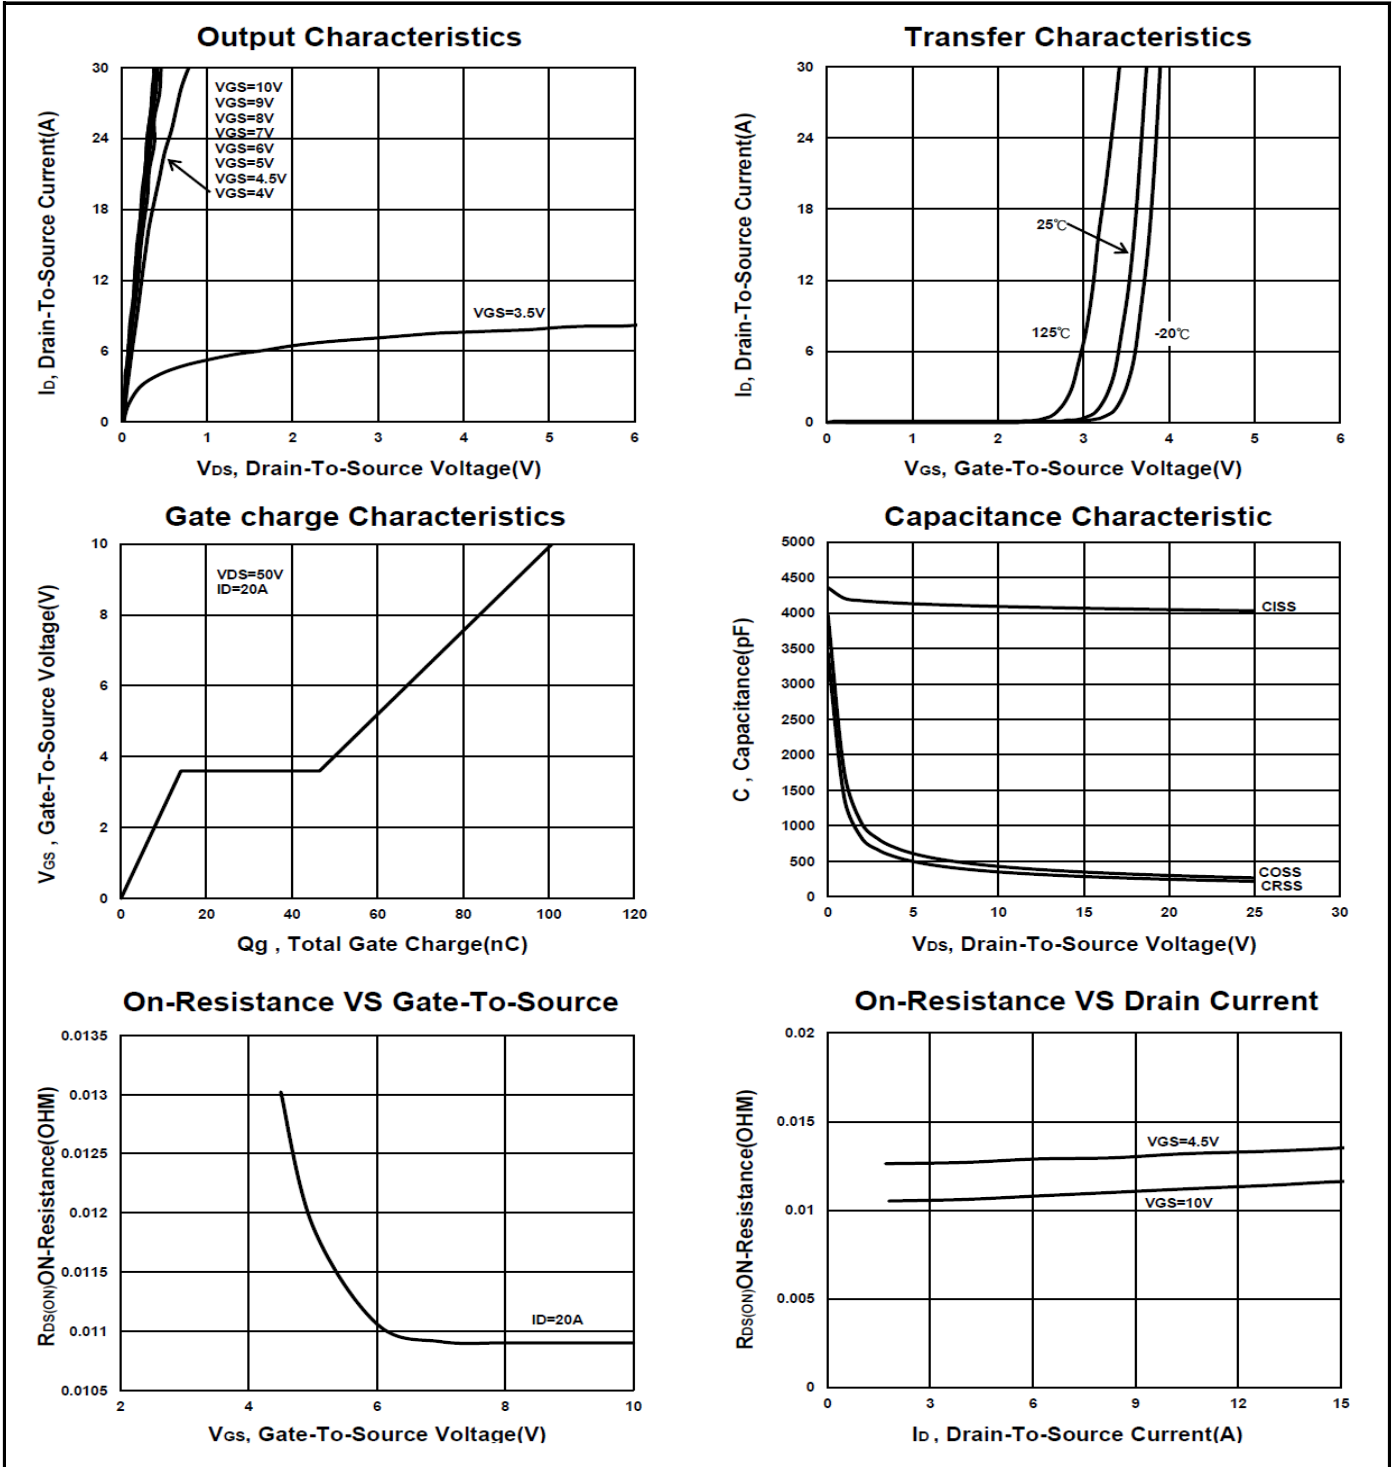 Output Characteristics
ID, Drain-To-Source Current(A)
30
24
18
12
6
0
VGS=10V
VGS=9V
VGS=8V
VGS=7V
VGS=6V
VGS=5V
VGS=4.5V
VGS=4V
VGS=3.5V
0 1 2 3 4 5 6
VDS, Drain-To-Source Voltage(V)
Transfer Characteristics
ID, Drain-To-Source Current(A)
30
24
18
12
6
0
25℃
125℃
-20℃
0 1 2 3 4 5 6
VGS, Gate-To-Source Voltage(V)
Gate charge Characteristics
VGS , Gate-To-Source Voltage(V)
10
8
6
4
2
0
VDS=50V
ID=20A
0 20 40 60 80 100 120
Qg , Total Gate Charge(nC)
Capacitance Characteristic
C , Capacitance(pF)
5000
4500
4000
3500
3000
2500
2000
1500
1000
500
0
CISS
COSS
CRSS
0 5 10 15 20 25 30
VDS, Drain-To-Source Voltage(V)
On-Resistance VS Gate-To-Source
RDS(ON)ON-Resistance(OHM)
0.0135
0.013
0.0125
0.012
0.0115
0.011
0.0105
ID=20A
2 4 6 8 10
VGS, Gate-To-Source Voltage(V)
On-Resistance VS Drain Current
RDS(ON)ON-Resistance(OHM)
0.02
0.015
0.01
0.005
0
VGS=4.5V
VGS=10V
0 3 6 9 12 15
ID , Drain-To-Source Current(A)